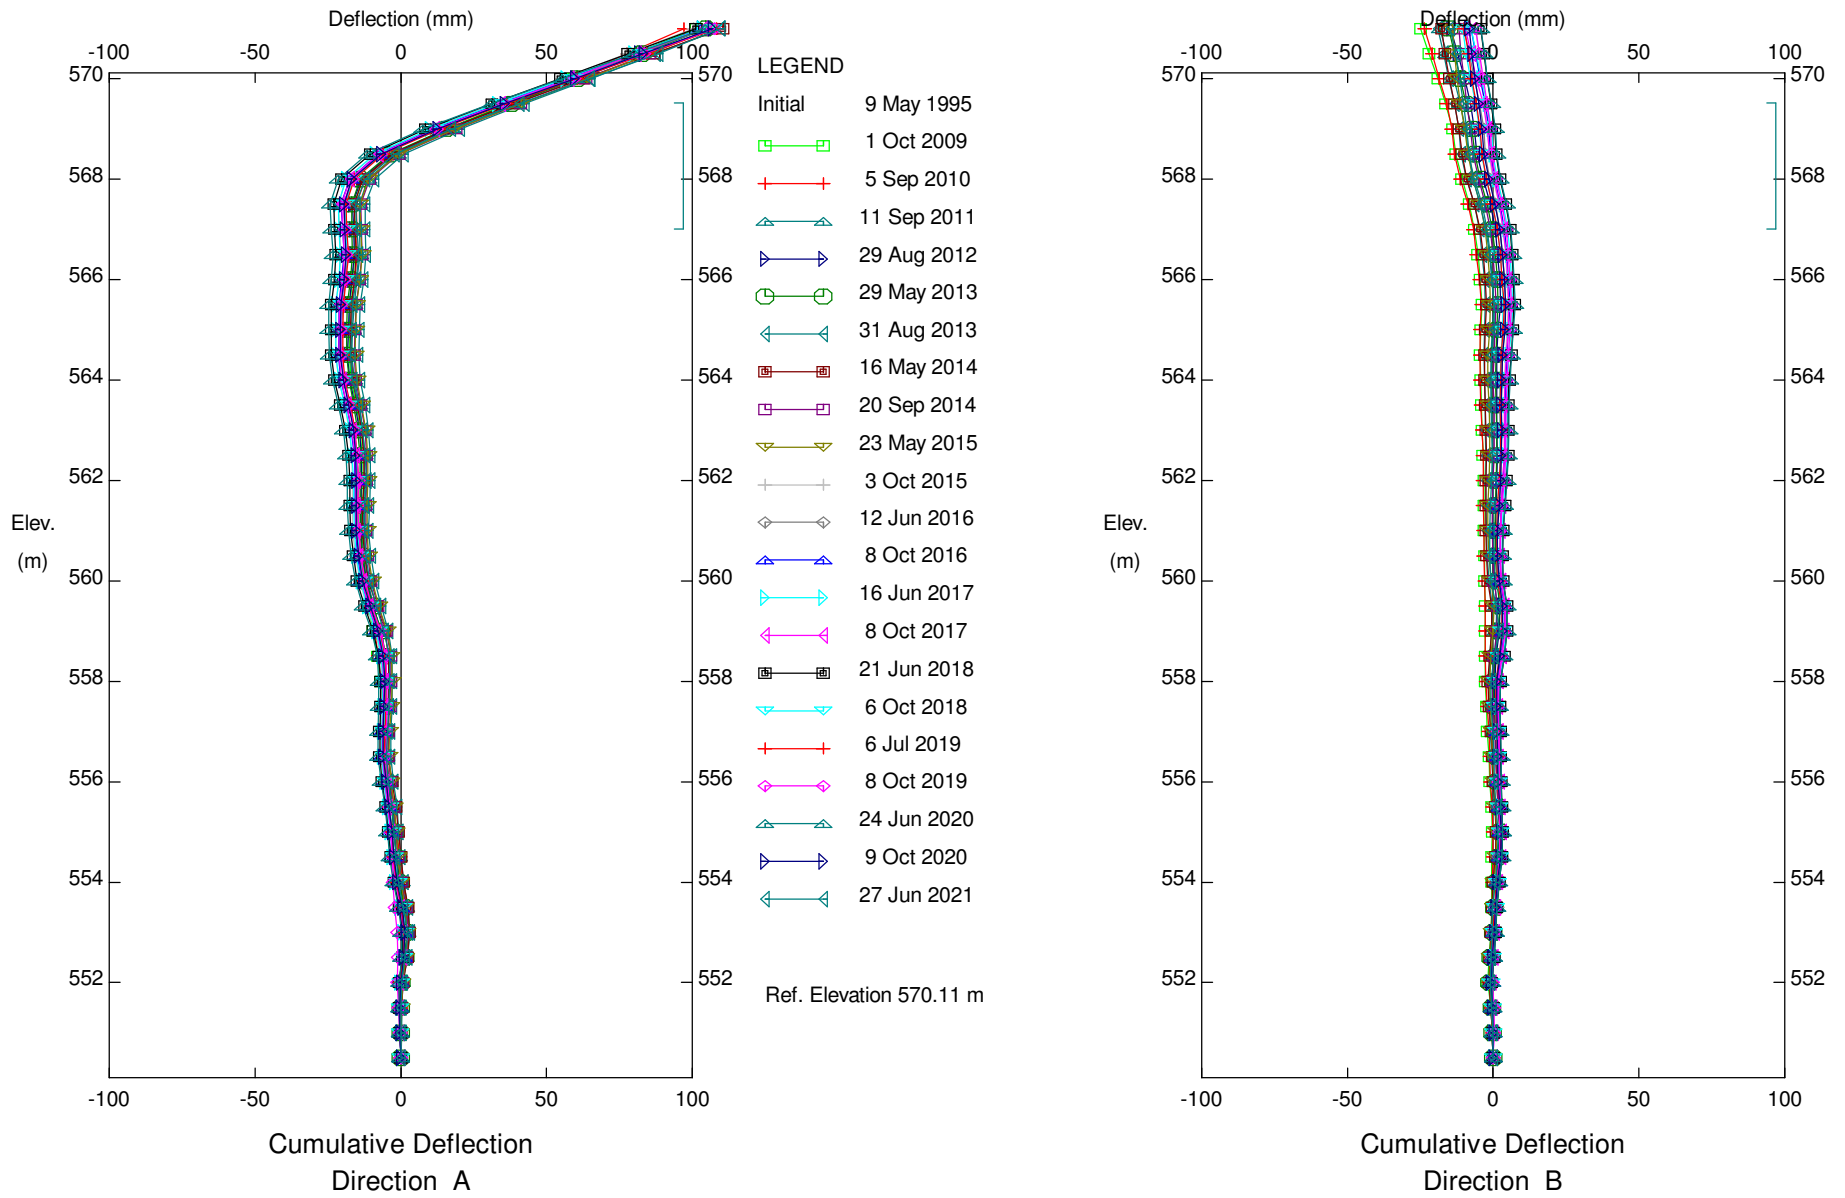 Deflection (mm)
-100 -50 0 50 100
570 570
568 568
566 566
564 564
562 562
Elev.
(m)
560 560
558 558
556 556
554 554
552 552
-100 -50 0 50 100
Cumulative Deflection
Direction A
LEGEND
Initial 9 May 1995
1 Oct 2009
5 Sep 2010
11 Sep 2011
29 Aug 2012
29 May 2013
31 Aug 2013
16 May 2014
20 Sep 2014
23 May 2015
3 Oct 2015
12 Jun 2016
8 Oct 2016
16 Jun 2017
8 Oct 2017
21 Jun 2018
6 Oct 2018
6 Jul 2019
8 Oct 2019
24 Jun 2020
9 Oct 2020
27 Jun 2021
Ref. Elevation 570.11 m
Deflection (mm)
-100 -50 0 50 100
570 570
568 568
566 566
564 564
562 562
Elev.
(m)
560 560
558 558
556 556
554 554
552 552
-100 -50 0 50 100
Cumulative Deflection
Direction B